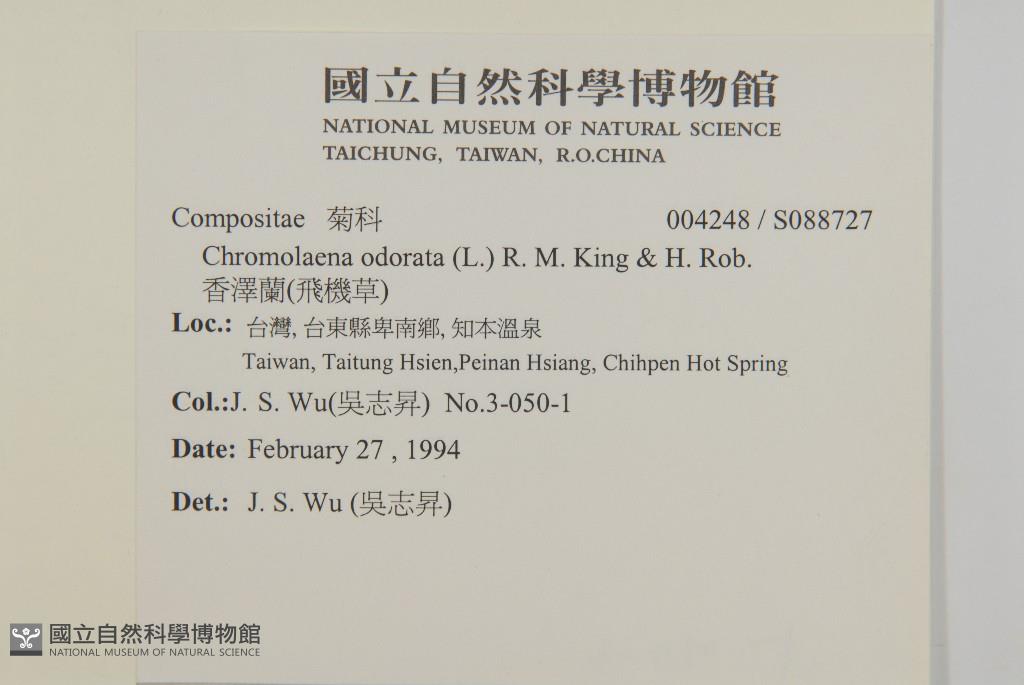 國立自然科學博物館
NATIONAL MUSEUM OF NATURAL SCIENCE
TAICHUNG, TAIWAN, R.O.CHINA
Compositae 菊科 004248 / S088727
Chromolaena odorata (L.) R. M. King & H. Rob.
香澤蘭(飛機草)
Loc.: 台灣, 台東縣卑南鄉, 知本溫泉
Taiwan, Taitung Hsien,Peinan Hsiang, Chihpen Hot Spring
Col.:J. S. Wu(吳志昇) No.3-050-1
Date: February 27 , 1994
Det.: J. S. Wu (吳志昇)
國立自然科學博物館
NATIONAL MUSEUM OF NATURAL SCIENCE